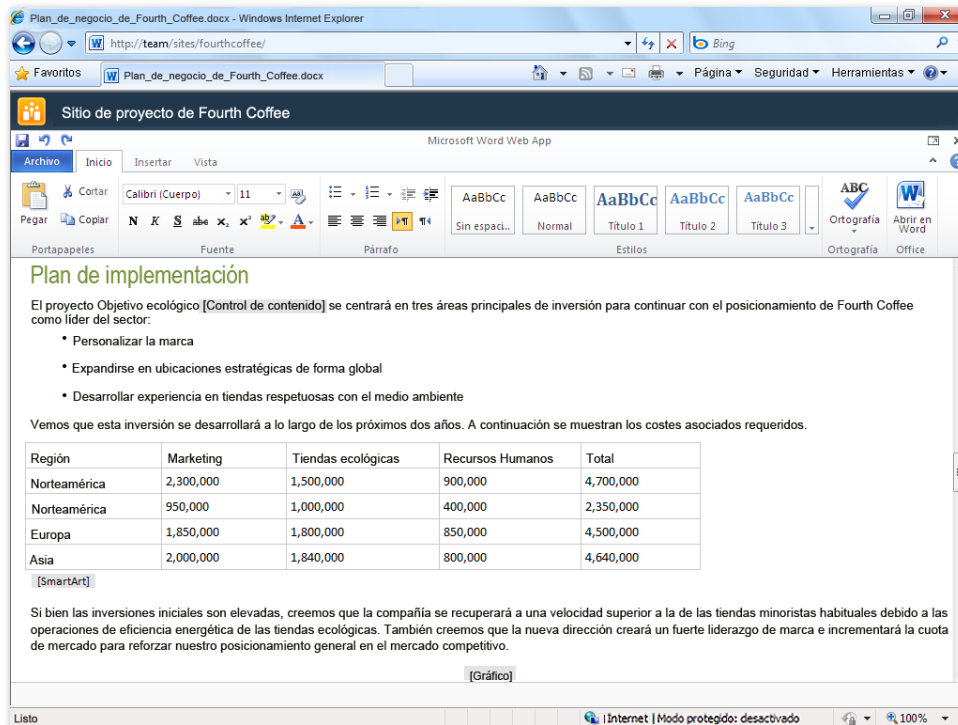 Plan_de_negocio_de_Fourth_Coffee.docx - Windows Internet Explorer
http://team/sites/fourthcoffee/
Bing
Favoritos
Plan_de_negocio_de_Fourth_Coffee.docx
Página
Seguridad
Herramientas
Sitio de proyecto de Fourth Coffee
Microsoft Word Web App
Archivo
Inicio
Insertar
Vista
Pegar
Cortar
Copiar
Portapapeles
Calibri (Cuerpo)
11
N K S abc x₂ x² ab A
Fuente
Párrafo
AaBbCc
Sin espaci...
AaBbCc
Normal
AaBbCc
Título 1
AaBbCc
Título 2
AaBbCc
Título 3
Estilos
ABC
Ortografía
Ortografía
Abrir en
Word
Office
Plan de implementación
El proyecto Objetivo ecológico [Control de contenido] se centrará en tres áreas principales de inversión para continuar con el posicionamiento de Fourth Coffee
como líder del sector:
• Personalizar la marca
• Expandirse en ubicaciones estratégicas de forma global
• Desarrollar experiencia en tiendas respetuosas con el medio ambiente
Vemos que esta inversión se desarrollará a lo largo de los próximos dos años. A continuación se muestran los costes asociados requeridos.
Región Marketing Tiendas ecológicas Recursos Humanos Total
Norteamérica 2,300,000 1,500,000 900,000 4,700,000
Norteamérica 950,000 1,000,000 400,000 2,350,000
Europa 1,850,000 1,800,000 850,000 4,500,000
Asia 2,000,000 1,840,000 800,000 4,640,000
[SmartArt]
Si bien las inversiones iniciales son elevadas, creemos que la compañía se recuperará a una velocidad superior a la de las tiendas minoristas habituales debido a las
operaciones de eficiencia energética de las tiendas ecológicas. También creemos que la nueva dirección creará un fuerte liderazgo de marca e incrementará la cuota
de mercado para reforzar nuestro posicionamiento general en el mercado competitivo.
[Gráfico]
Listo
Internet | Modo protegido: desactivado
100%